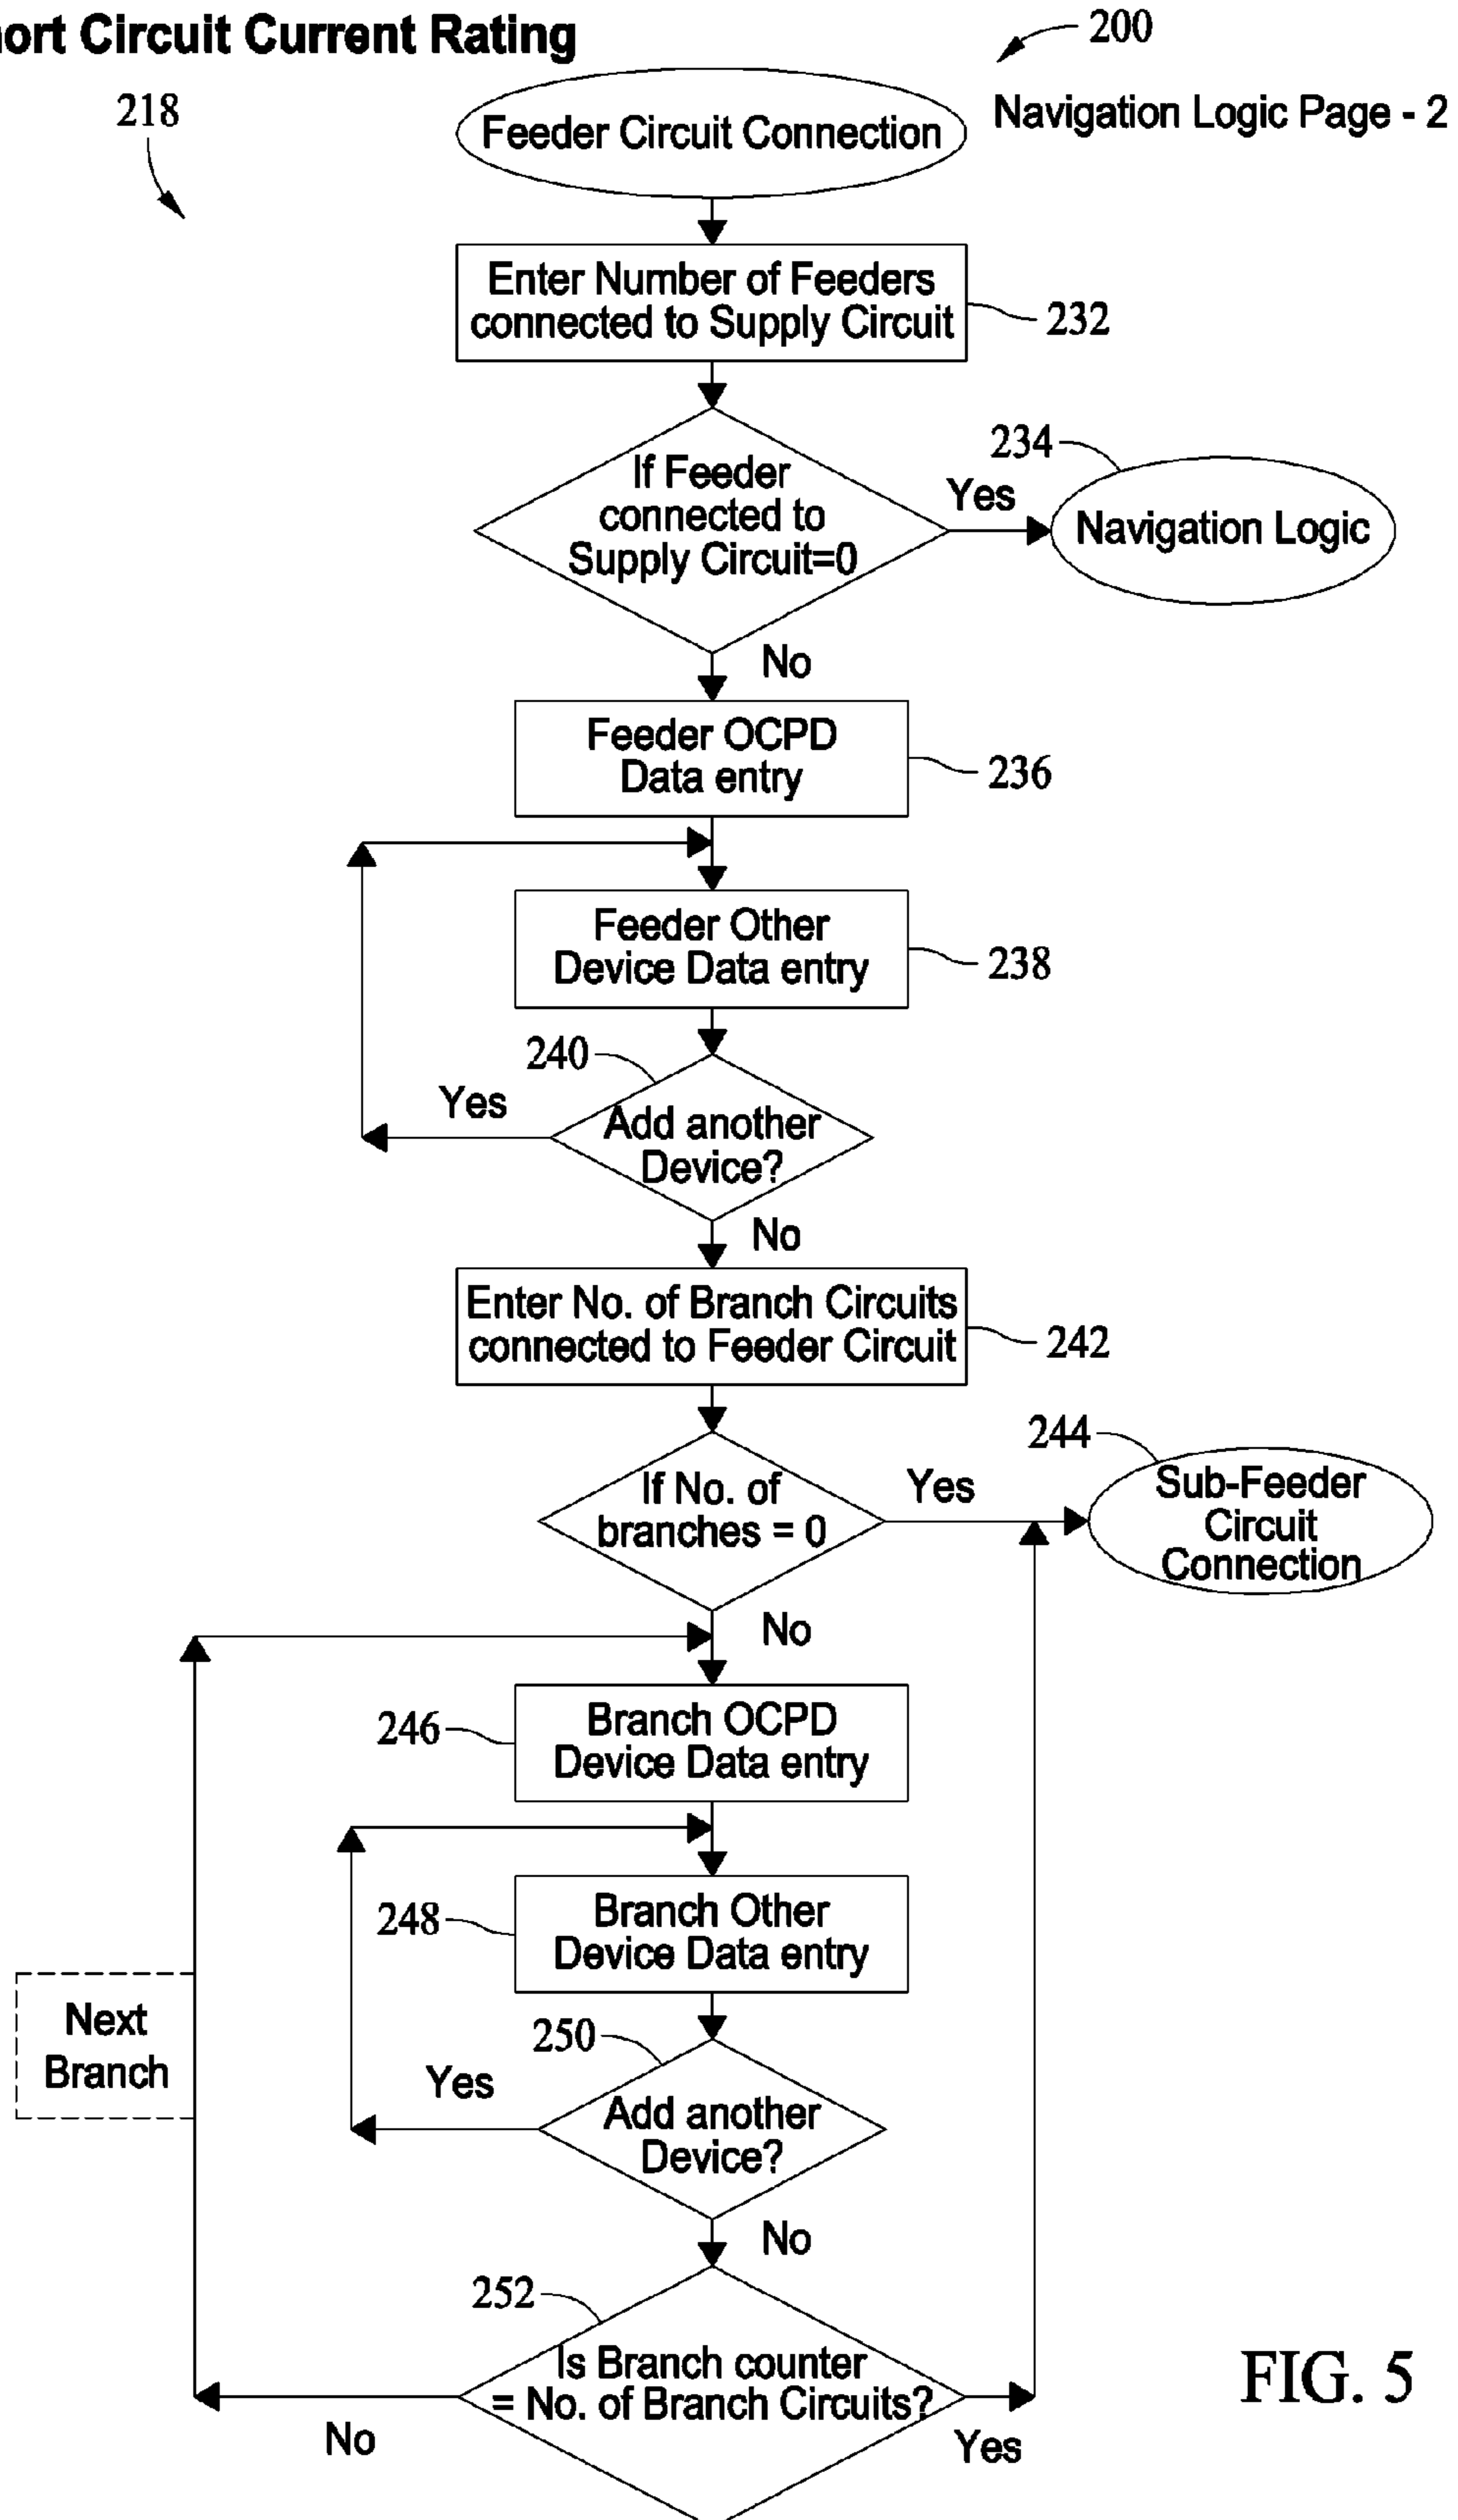 Circuit Current Rating
200
218
Navigation Logic Page - 2
Feeder Circuit Connection
Enter Number of Feeders
connected to Supply Circuit
232
If Feeder
connected to
Supply Circuit=0
Yes
234
Navigation Logic
No
Feeder OCPD
Data entry
236
Feeder Other
Device Data entry
238
240
Add another
Device?
Yes
No
Enter No. of Branch Circuits
connected to Feeder Circuit
242
If No. of
branches = 0
Yes
244
Sub-Feeder
Circuit
Connection
No
246
Branch OCPD
Device Data entry
248
Branch Other
Device Data entry
Next
Branch
250
Add another
Device?
Yes
No
252
Is Branch counter
= No. of Branch Circuits?
No
Yes
FIG. 5